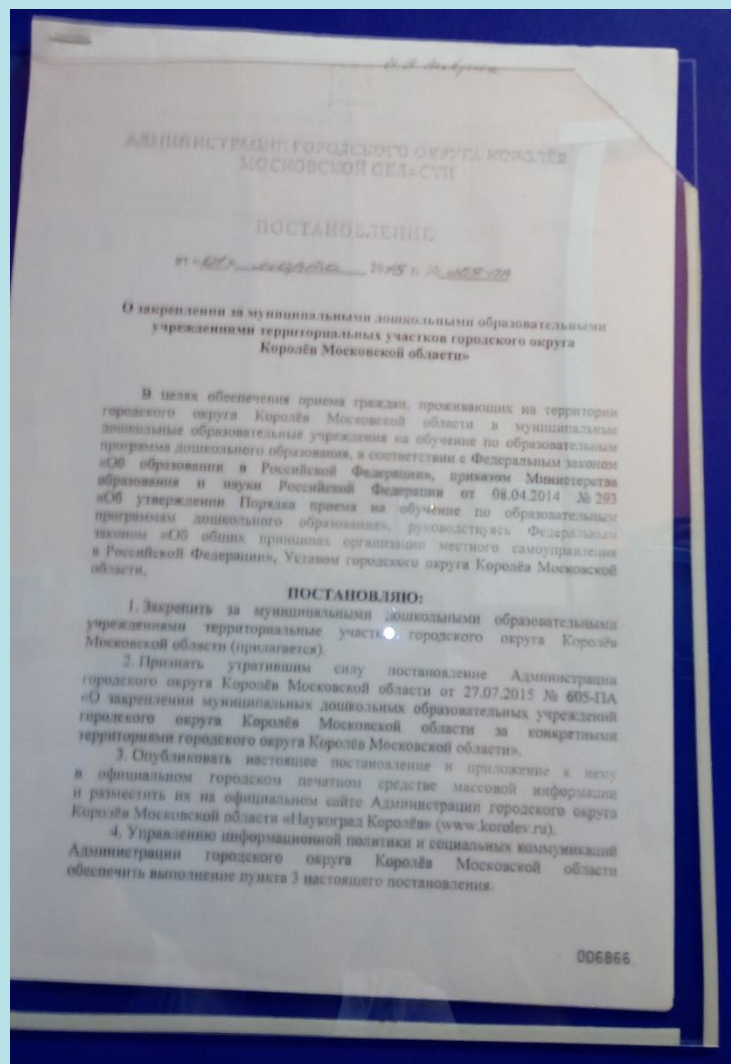 АДМИНИСТРАЦИЯ ГОРОДСКОГО ОКРУГА КОРОЛЁВ
МОСКОВСКОЙ ОБЛАСТИ
ПОСТАНОВЛЕНИЕ
от « » 20 г. №
О закреплении за муниципальными дошкольными образовательными
учреждениями территориальных участков городского округа
Королёв Московской области»
В целях обеспечения приема граждан, проживающих на территории
городского округа Королёв Московской области в муниципальные
дошкольные образовательные учреждения на обучение по образовательным
программа дошкольного образования, в соответствии с Федеральным законом
«Об образовании в Российской Федерации», приказом Министерства
образования и науки Российской Федерации от 08.04.2014 №293
«Об утверждении Порядка приема на обучение по образовательным
программам дошкольного образования», руководствуясь Федеральным
законом «Об общих принципах организации местного самоуправления
в Российской Федерации», Уставом городского округа Королёв Московской
области,
ПОСТАНОВЛЯЮ:
1. Закрепить за муниципальными дошкольными образовательными
учреждениями территориальные городского округа Королёв
Московской области (прилагается).
2. Признать утратившим силу постановление Администрации
городского округа Королёв Московской области от 27.07.2015 № 605-ПА
«О закреплении муниципальных дошкольных образовательных учреждений
городского округа Королёв Московской области за конкретными
территориями городского округа Королёв Московской области».
3. Опубликовать настоящее постановление и приложение к нему
в официальном городском печатном средстве массовой информации
и разместить их на официальном сайте Администрации городского округа
Королёв Московской области «Наукоград Королёв» (www.korolev.ru).
4. Управлению информационной политики и социальных коммуникаций
Администрации городского округа Королёв Московской области
обеспечить выполнение пункта 3 настоящего постановления.
006866